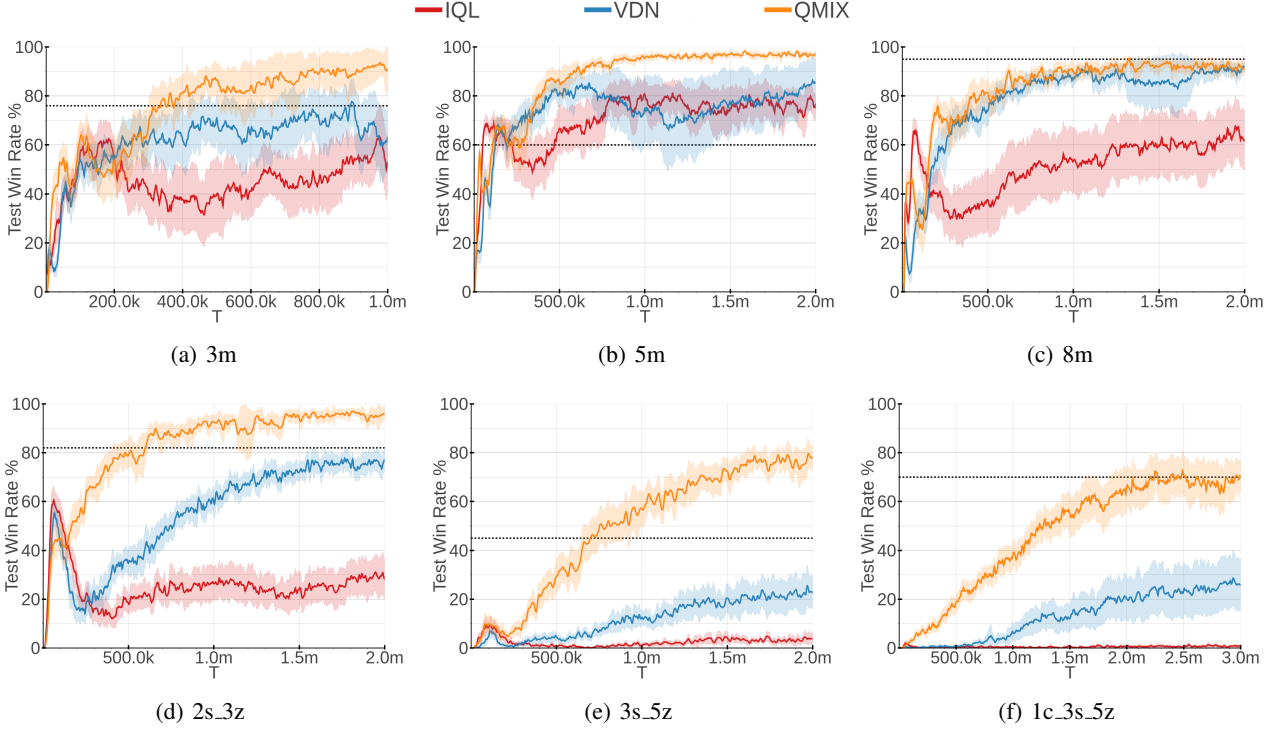 IQL VDN QMIX
Test Win Rate %
100
80
60
40
20
0
200.0k 400.0k 600.0k 800.0k 1.0m
T
(a) 3m
Test Win Rate %
100
80
60
40
20
0
500.0k 1.0m 1.5m 2.0m
T
(b) 5m
Test Win Rate %
100
80
60
40
20
0
500.0k 1.0m 1.5m 2.0m
T
(c) 8m
Test Win Rate %
100
80
60
40
20
0
500.0k 1.0m 1.5m 2.0m
T
(d) 2s_3z
Test Win Rate %
100
80
60
40
20
0
500.0k 1.0m 1.5m 2.0m
T
(e) 3s_5z
Test Win Rate %
100
80
60
40
20
0
500.0k 1.0m 1.5m 2.0m 2.5m 3.0m
T
(f) 1c_3s_5z